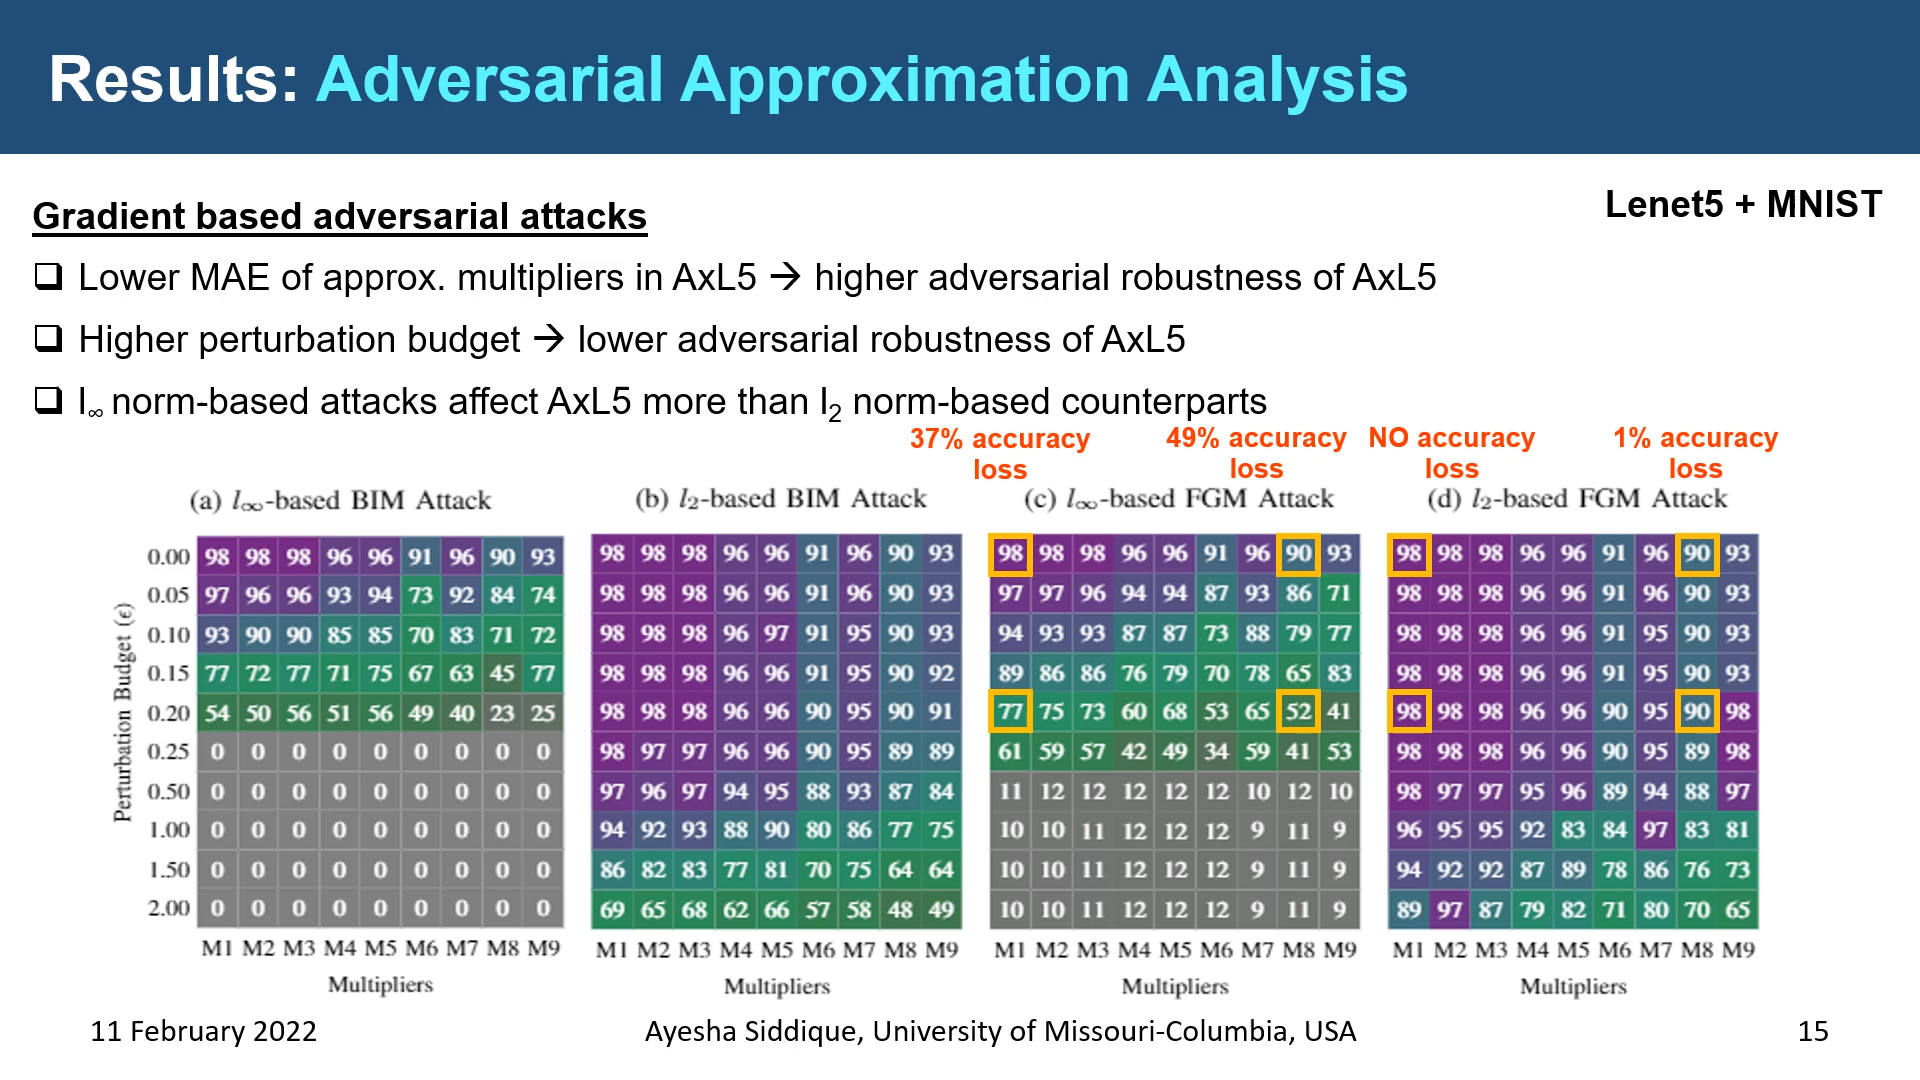 Results: Adversarial Approximation Analysis
Gradient based adversarial attacks
Lenet5 + MNIST
Lower MAE of approx. multipliers in AxL5 → higher adversarial robustness of AxL5
Higher perturbation budget → lower adversarial robustness of AxL5
l∞ norm-based attacks affect AxL5 more than l2 norm-based counterparts
37% accuracy loss
49% accuracy loss
NO accuracy loss
1% accuracy loss
(a) l∞-based BIM Attack
Perturbation Budget (ϵ)
0.00 98 98 98 96 96 91 96 90 93
0.05 97 96 96 93 94 73 92 84 74
0.10 93 90 90 85 85 70 83 71 72
0.15 77 72 77 71 75 67 63 45 77
0.20 54 50 56 51 56 49 40 23 25
0.25 0 0 0 0 0 0 0 0 0
0.50 0 0 0 0 0 0 0 0 0
1.00 0 0 0 0 0 0 0 0 0
1.50 0 0 0 0 0 0 0 0 0
2.00 0 0 0 0 0 0 0 0 0
M1 M2 M3 M4 M5 M6 M7 M8 M9
Multipliers
(b) l2-based BIM Attack
98 98 98 96 96 91 96 90 93
98 98 98 96 96 91 96 90 93
98 98 98 96 97 91 95 90 93
98 98 98 96 96 91 95 90 92
98 98 98 96 96 90 95 90 91
98 97 97 96 96 90 95 89 89
97 96 97 94 95 88 93 87 84
94 92 93 88 90 80 86 77 75
86 82 83 77 81 70 75 64 64
69 65 68 62 66 57 58 48 49
M1 M2 M3 M4 M5 M6 M7 M8 M9
Multipliers
(c) l∞-based FGM Attack
98 98 98 96 96 91 96 90 93
97 97 96 94 94 87 93 86 71
94 93 93 87 87 73 88 79 77
89 86 86 76 79 70 78 65 83
77 75 73 60 68 53 65 52 41
61 59 57 42 49 34 59 41 53
11 12 12 12 12 12 10 12 10
10 10 11 12 12 12 9 11 9
10 10 11 12 12 12 9 11 9
10 10 11 12 12 12 9 11 9
M1 M2 M3 M4 M5 M6 M7 M8 M9
Multipliers
(d) l2-based FGM Attack
98 98 98 96 96 91 96 90 93
98 98 98 96 96 91 96 90 93
98 98 98 96 96 91 95 90 93
98 98 98 96 96 91 95 90 93
98 98 98 96 96 90 95 90 98
98 98 98 96 96 90 95 89 98
98 97 97 95 96 89 94 88 97
96 95 95 92 83 84 97 83 81
94 92 92 87 89 78 86 76 73
89 97 87 79 82 71 80 70 65
M1 M2 M3 M4 M5 M6 M7 M8 M9
Multipliers
11 February 2022
Ayesha Siddique, University of Missouri-Columbia, USA
15